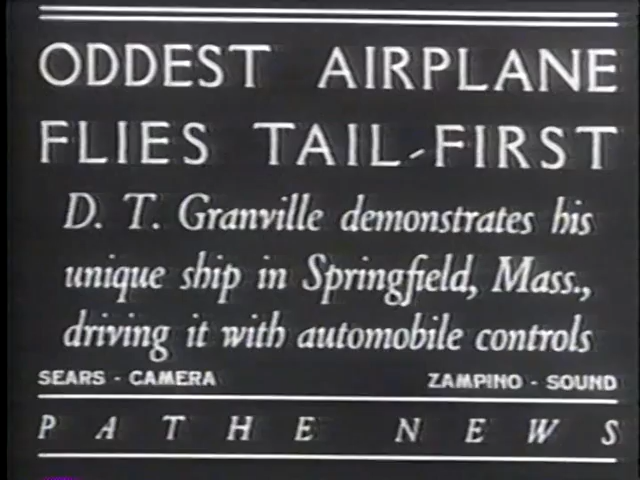 ODDEST AIRPLANE
FLIES TAIL-FIRST
D. T. Granville demonstrates his
unique ship in Springfield, Mass.,
driving it with automobile controls
SEARS - CAMERA ZAMPINO - SOUND
PATHE NEWS